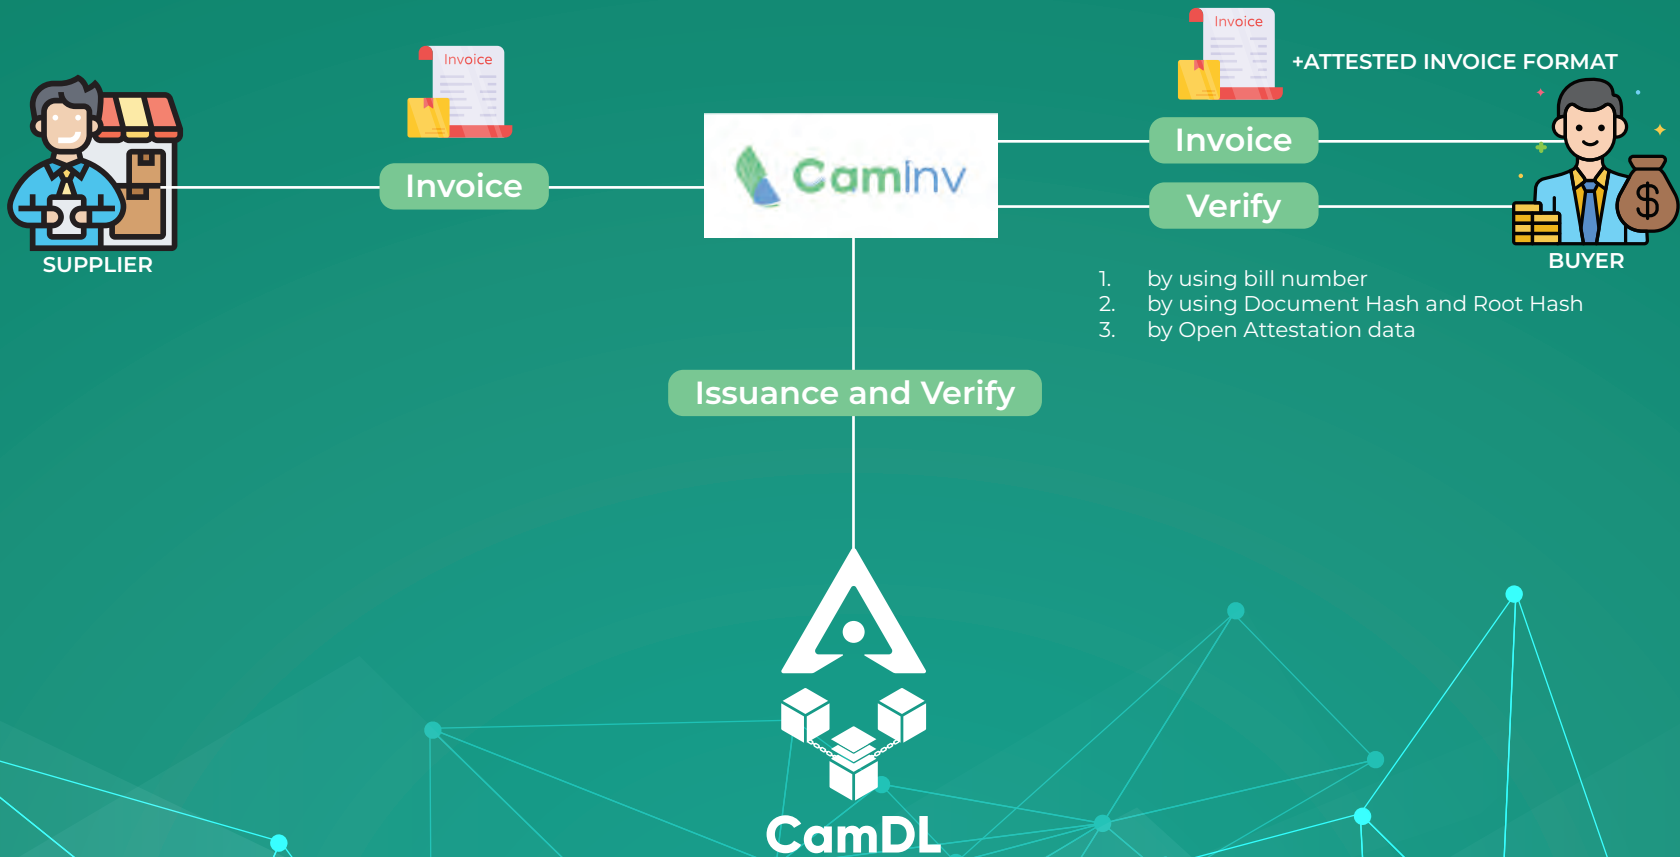 Invoice
Invoice
+ATTESTED INVOICE FORMAT
Invoice
CamInv
Invoice
Verify
SUPPLIER
BUYER
1. by using bill number
2. by using Document Hash and Root Hash
3. by Open Attestation data
Issuance and Verify
CamDL